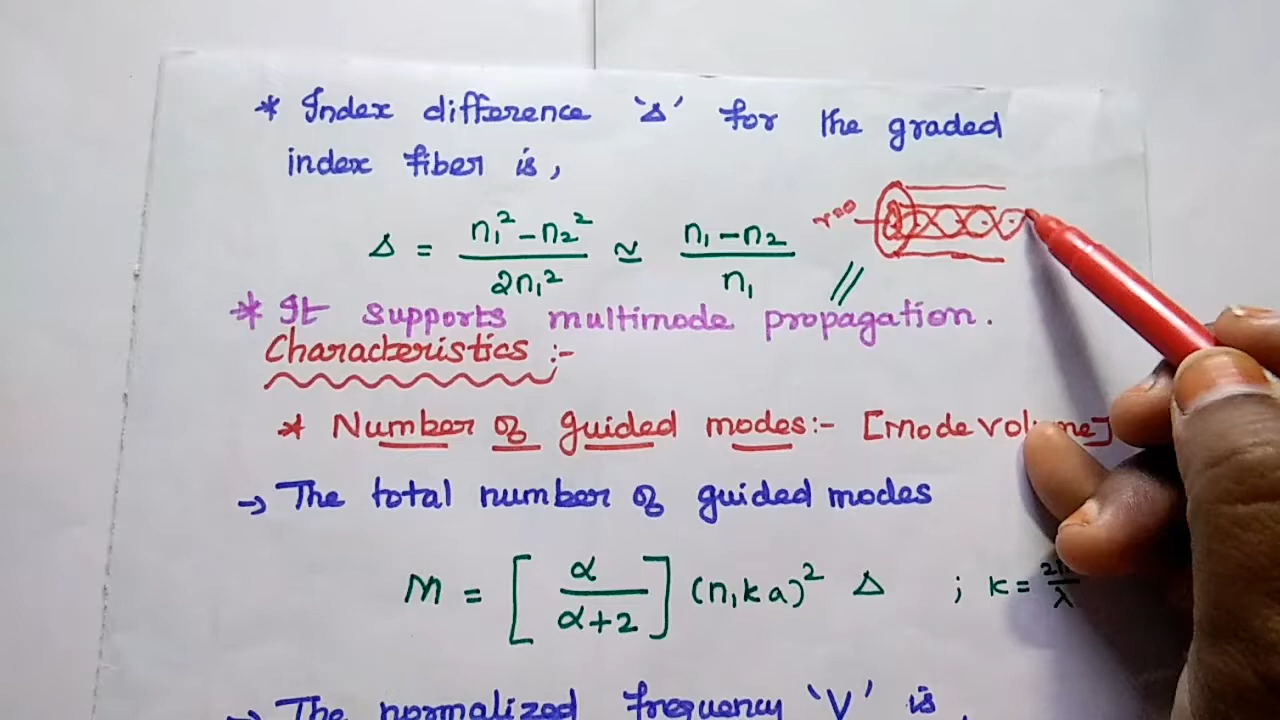 * Index difference 'Δ' for the graded
index fiber is,
Δ = n₁² - n₂² / 2n₁² ≃ n₁ - n₂ / n₁ //
r=0
* It supports multimode propagation.
Characteristics :-
* Number of guided modes:- [Mode volume]
→ The total number of guided modes
M = [α / α+2] (n₁ka)² Δ ; k = 2π/λ
→ The normalized frequency 'V' is,